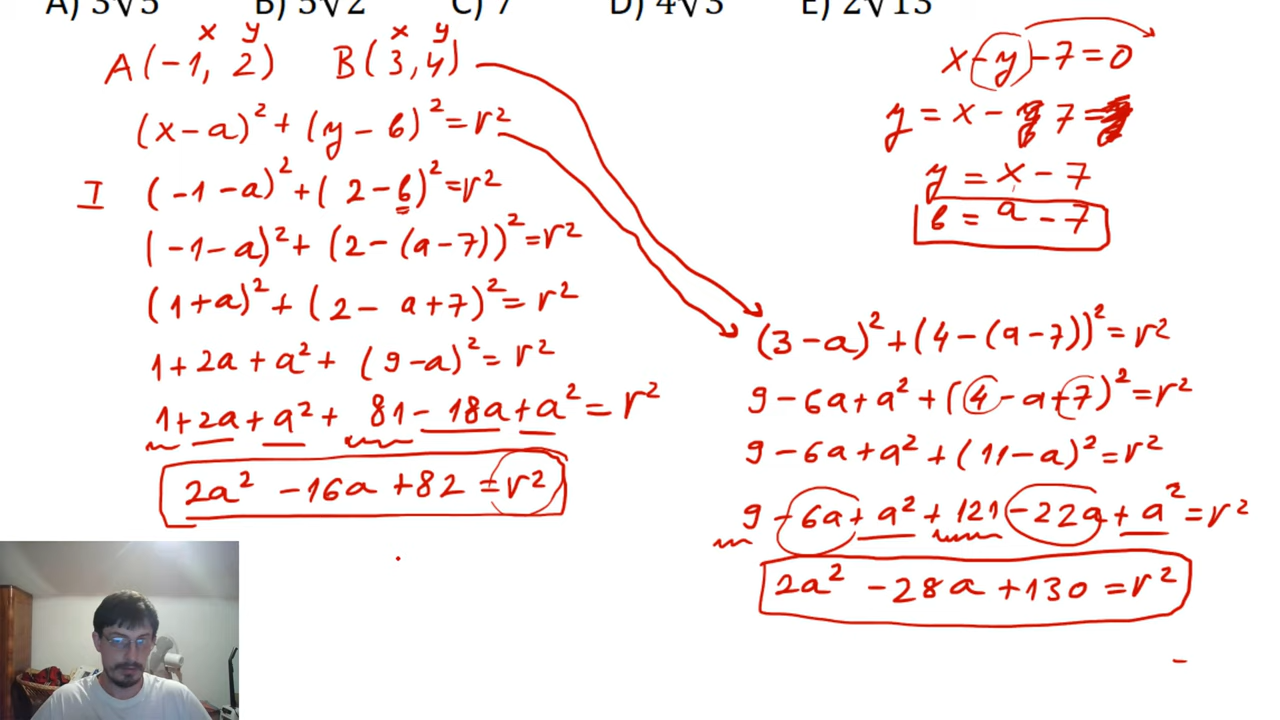 A) 3√5 B) 5√2 C) 7 D) 4√3 E) 2√13
x y x y
A(-1, 2) B(3, 4)
(x-a)² + (y-b)² = r²
I (-1-a)² + (2-b)² = r²
(-1-a)² + (2-(a-7))² = r²
(1+a)² + (2-a+7)² = r²
1+2a+a² + (9-a)² = r²
1+2a+a² + 81-18a+a² = r²
2a² -16a +82 = r²
x-y-7=0
y = x - 7
y = x - 7
b = a - 7
(3-a)² + (4-(a-7))² = r²
9-6a+a² + (4-a+7)² = r²
9-6a+a² + (11-a)² = r²
9-6a+a²+121-22a+a² = r²
2a² -28a +130 = r²